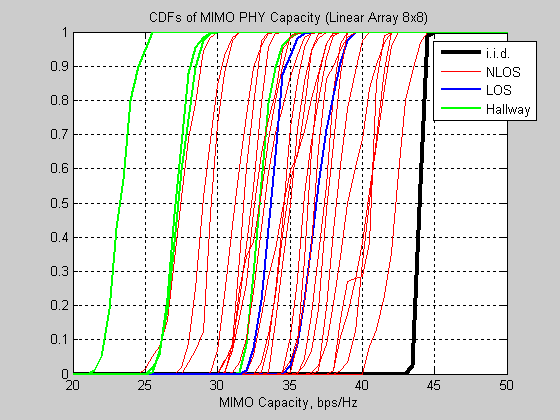 CDFs of MIMO PHY Capacity (Linear Array 8x8)
1
0.9
0.8
0.7
0.6
0.5
0.4
0.3
0.2
0.1
0
i.i.d.
NLOS
LOS
Hallway
20 25 30 35 40 45 50
MIMO Capacity, bps/Hz